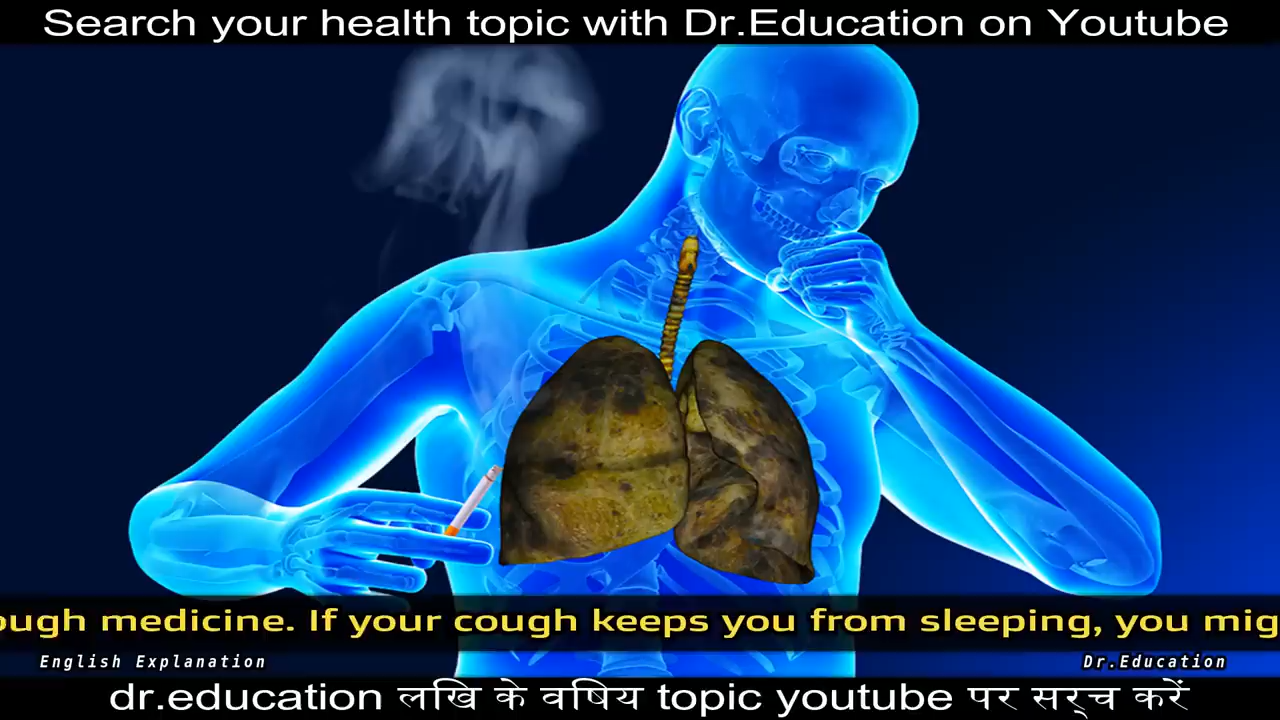 Search your health topic with Dr.Education on Youtube
ough medicine. If your cough keeps you from sleeping, you mig
English Explanation
Dr.Education
dr.education लखि के वषिय topic youtube पर सर्च करें